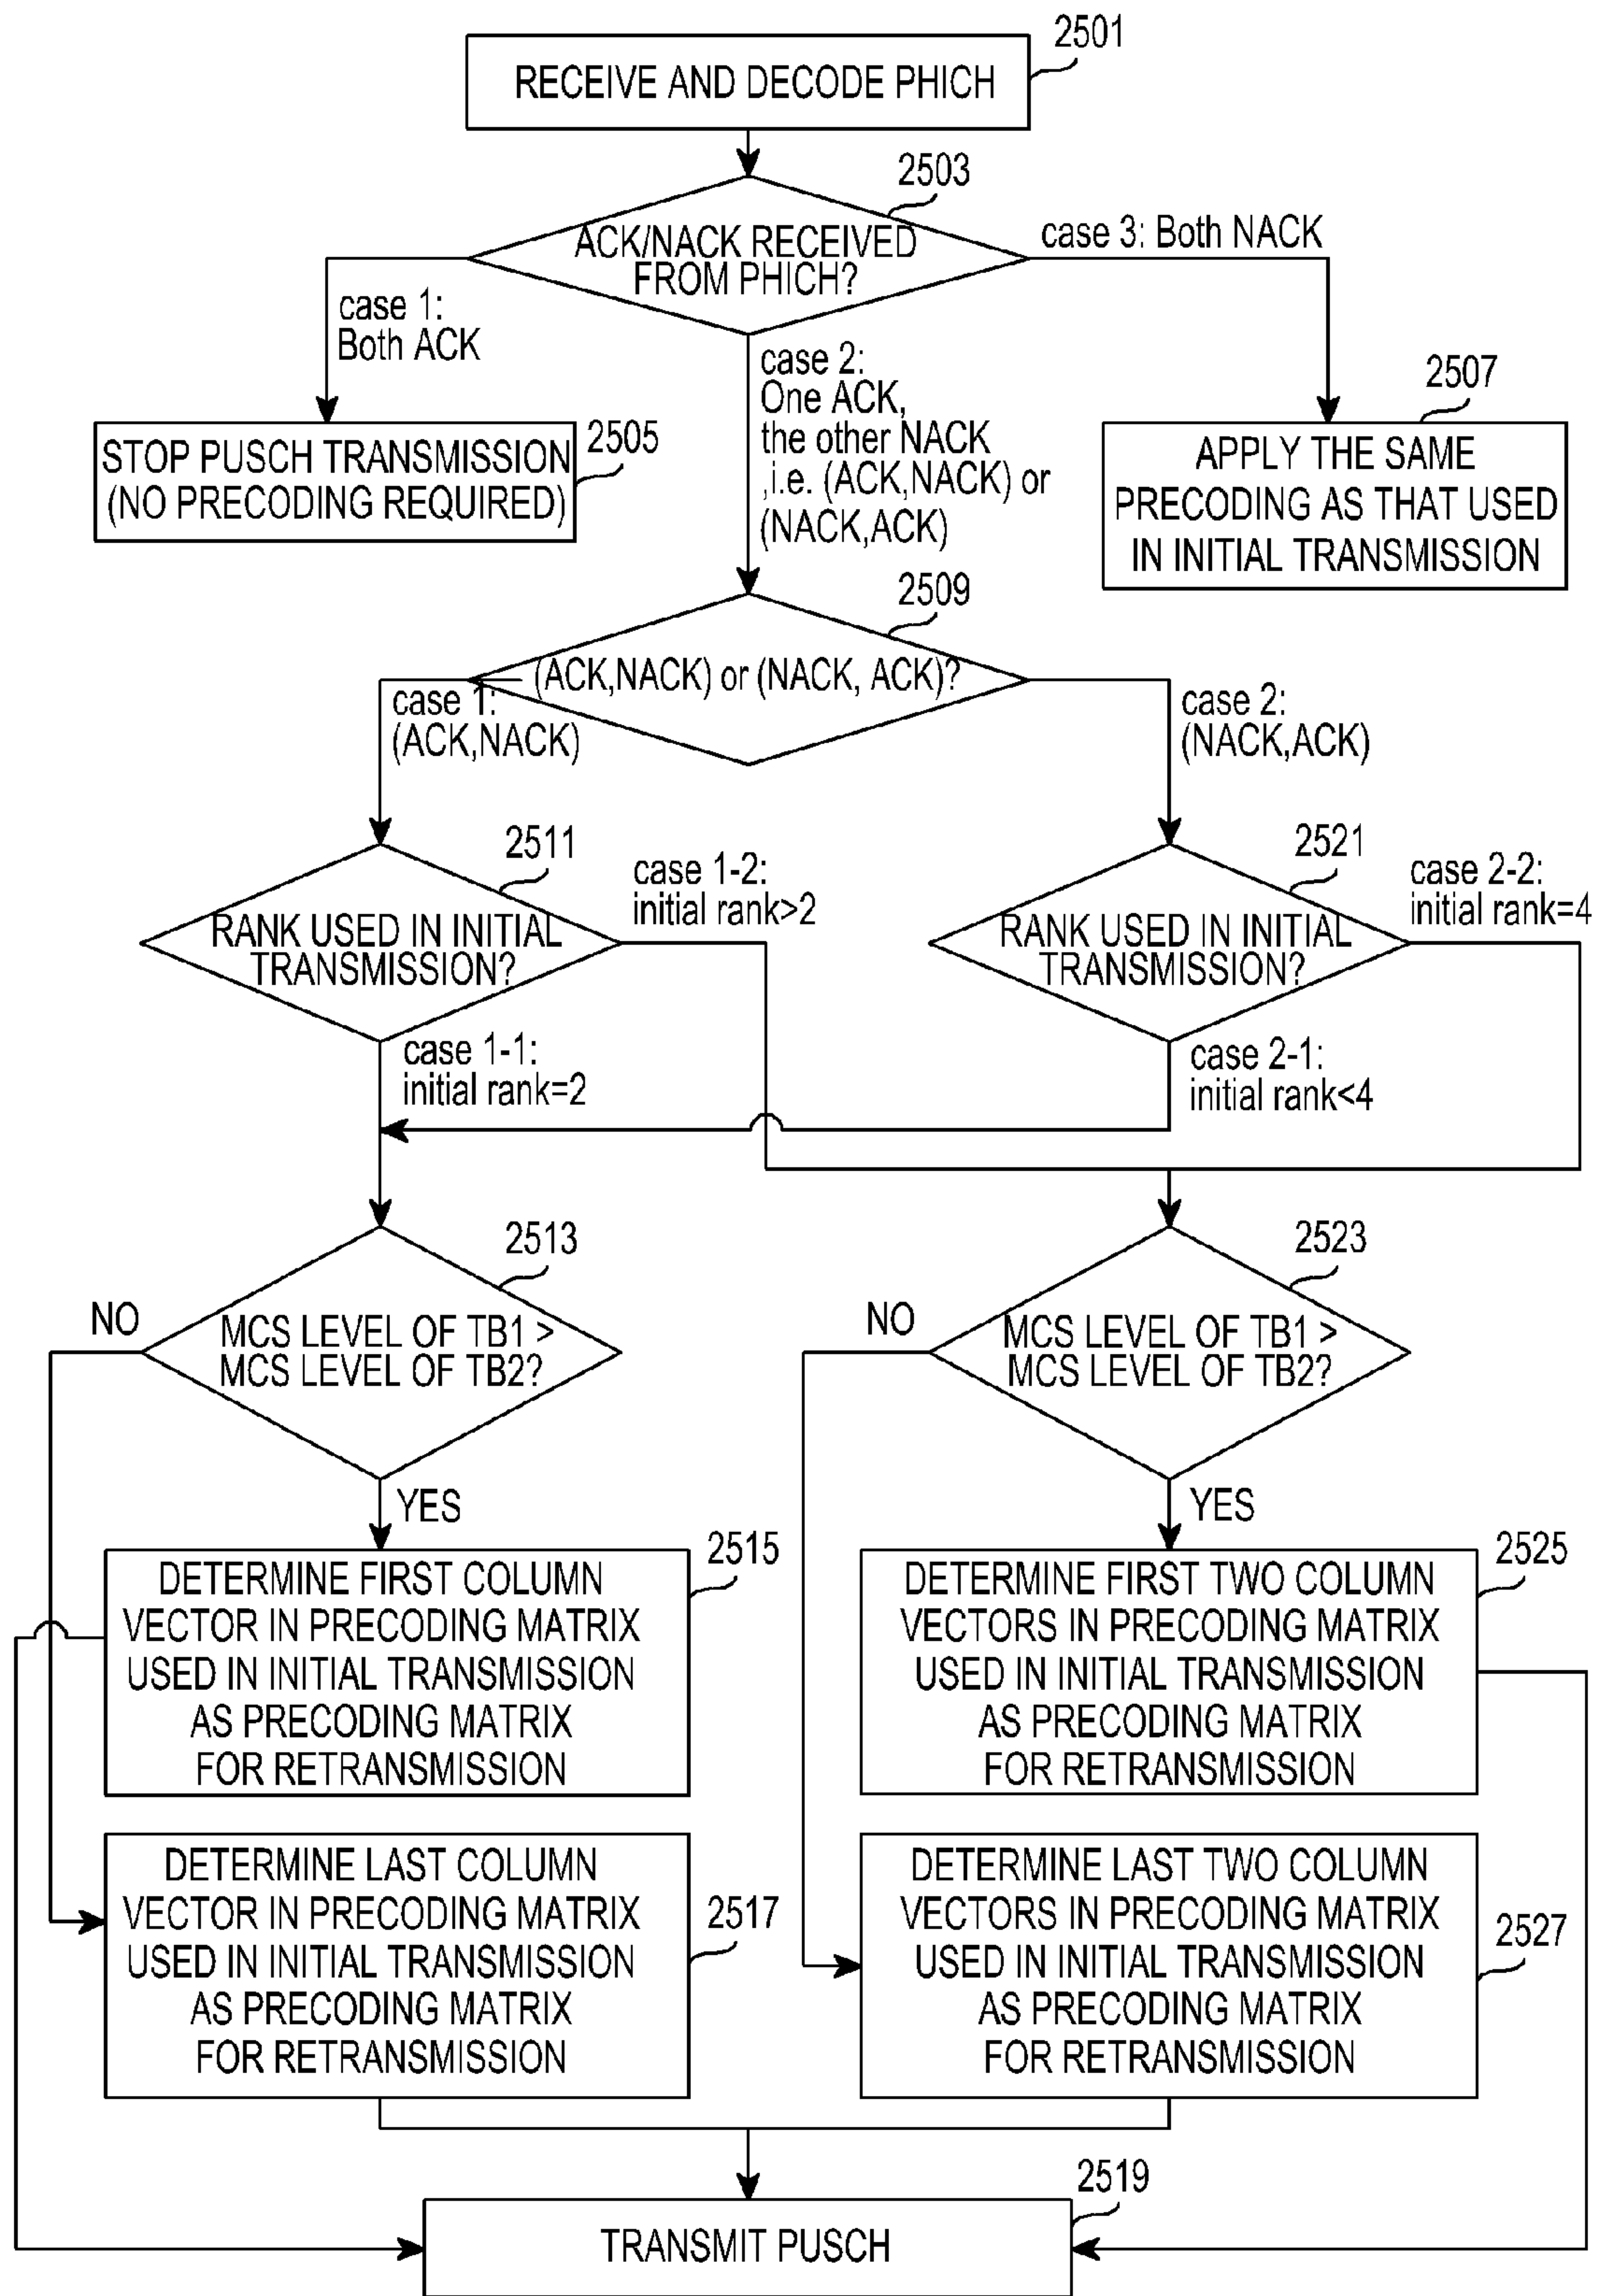 2501
RECEIVE AND DECODE PHICH
2503
ACK/NACK RECEIVED
FROM PHICH?
case 3: Both NACK
case 1:
Both ACK
case 2:
One ACK,
the other NACK
,i.e. (ACK,NACK) or
(NACK,ACK)
2505
STOP PUSCH TRANSMISSION
(NO PRECODING REQUIRED)
2507
APPLY THE SAME
PRECODING AS THAT USED
IN INITIAL TRANSMISSION
2509
(ACK,NACK) or (NACK, ACK)?
case 1:
(ACK,NACK)
case 2:
(NACK,ACK)
2511
RANK USED IN INITIAL
TRANSMISSION?
case 1-2:
initial rank>2
2521
RANK USED IN INITIAL
TRANSMISSION?
case 2-2:
initial rank=4
case 1-1:
initial rank=2
case 2-1:
initial rank<4
2513
NO
MCS LEVEL OF TB1 >
MCS LEVEL OF TB2?
YES
2523
NO
MCS LEVEL OF TB1 >
MCS LEVEL OF TB2?
YES
2515
DETERMINE FIRST COLUMN
VECTOR IN PRECODING MATRIX
USED IN INITIAL TRANSMISSION
AS PRECODING MATRIX
FOR RETRANSMISSION
2525
DETERMINE FIRST TWO COLUMN
VECTORS IN PRECODING MATRIX
USED IN INITIAL TRANSMISSION
AS PRECODING MATRIX
FOR RETRANSMISSION
DETERMINE LAST COLUMN
VECTOR IN PRECODING MATRIX
USED IN INITIAL TRANSMISSION
AS PRECODING MATRIX
FOR RETRANSMISSION
2517
DETERMINE LAST TWO COLUMN
VECTORS IN PRECODING MATRIX
USED IN INITIAL TRANSMISSION
AS PRECODING MATRIX
FOR RETRANSMISSION
2527
2519
TRANSMIT PUSCH